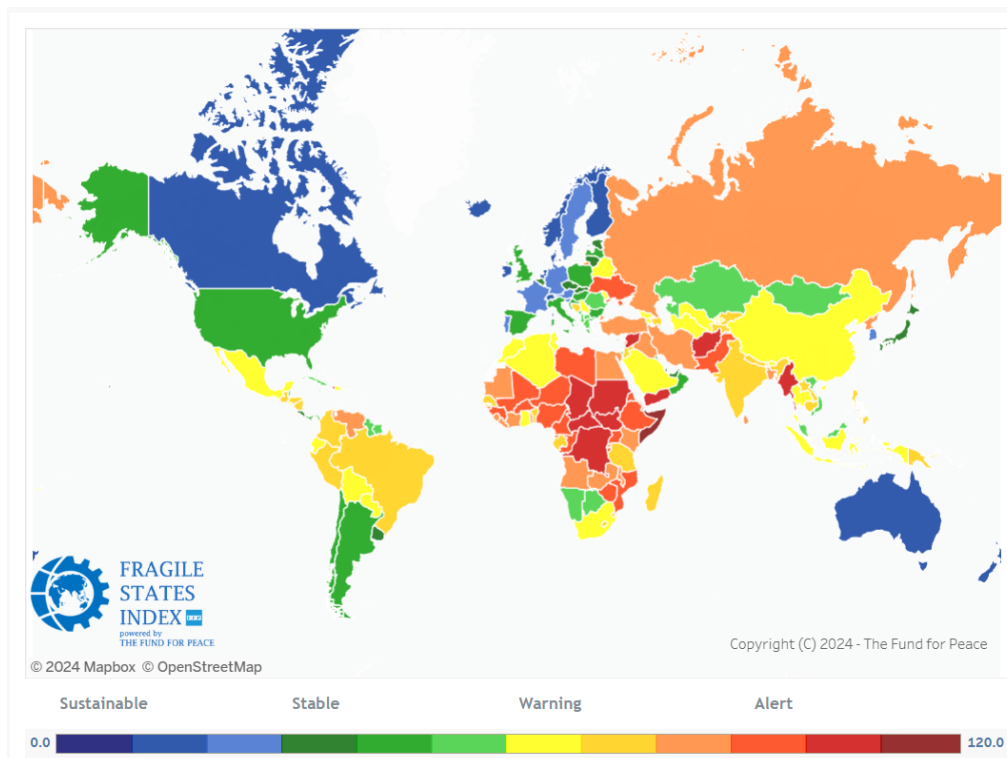 FRAGILE
STATES
INDEX
powered by
THE FUND FOR PEACE
Copyright (C) 2024 - The Fund for Peace
© 2024 Mapbox © OpenStreetMap
Sustainable Stable Warning Alert
0.0 120.0